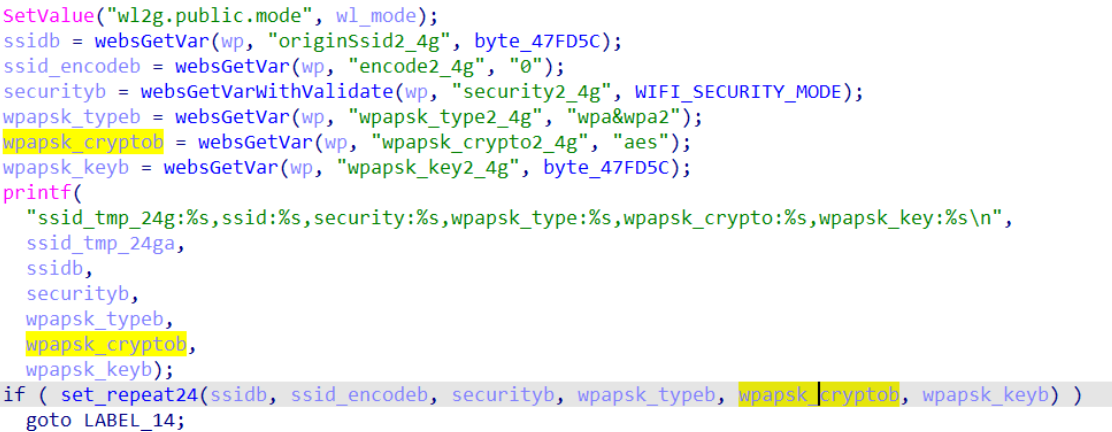 SetValue("wl2g.public.mode", wl_mode);
ssidb = websGetVar(wp, "originSsid2_4g", byte_47FD5C);
ssid_encodeb = websGetVar(wp, "encode2_4g", "0");
securityb = websGetVarWithValidate(wp, "security2_4g", WIFI_SECURITY_MODE);
wpapsk_typeb = websGetVar(wp, "wpapsk_type2_4g", "wpa&wpa2");
wpapsk_cryptob = websGetVar(wp, "wpapsk_crypto2_4g", "aes");
wpapsk_keyb = websGetVar(wp, "wpapsk_key2_4g", byte_47FD5C);
printf(
"ssid_tmp_24g:%s,ssid:%s,security:%s,wpapsk_type:%s,wpapsk_crypto:%s,wpapsk_key:%s\n",
ssid_tmp_24ga,
ssidb,
securityb,
wpapsk_typeb,
wpapsk_cryptob,
wpapsk_keyb);
if ( set_repeat24(ssidb, ssid_encodeb, securityb, wpapsk_typeb, wpapsk_cryptob, wpapsk_keyb) )
goto LABEL_14;